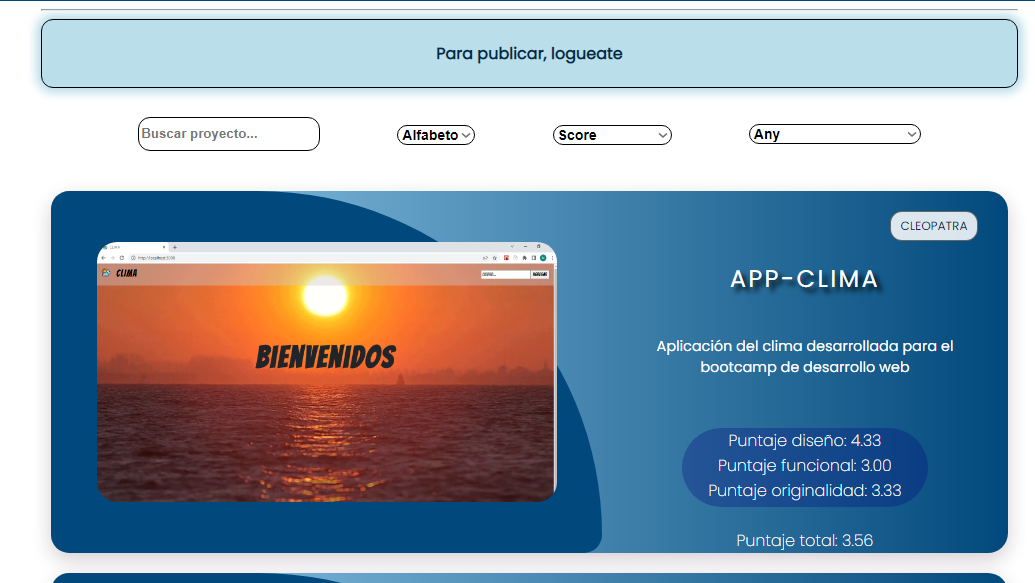 Para publicar, logueate
Buscar proyecto...
Alfabeto
Score
Any
CLEOPATRA
CLIMA
BIENVENIDOS
APP-CLIMA
Aplicación del clima desarrollada para el
bootcamp de desarrollo web
Puntaje diseño: 4.33
Puntaje funcional: 3.00
Puntaje originalidad: 3.33
Puntaje total: 3.56